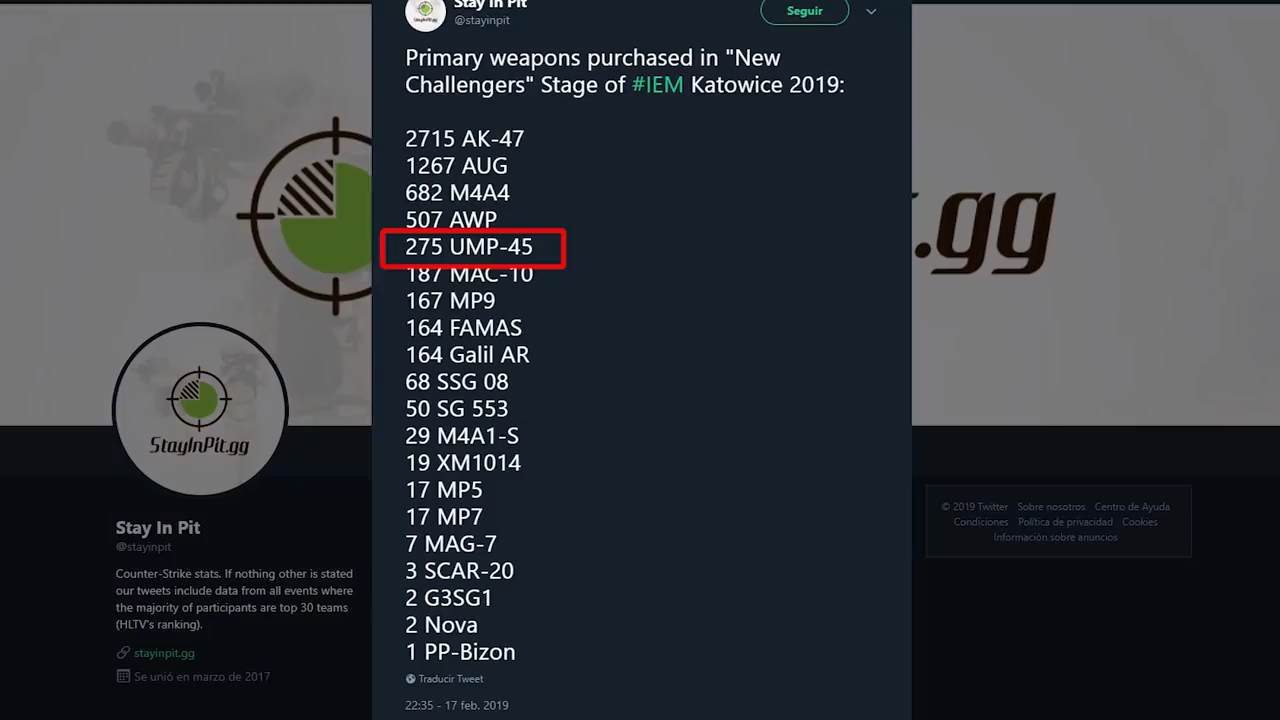 Stay In Pit
@stayinpit
Seguir
Primary weapons purchased in "New
Challengers" Stage of #IEM Katowice 2019:
2715 AK-47
1267 AUG
682 M4A4
507 AWP
275 UMP-45
187 MAC-10
167 MP9
164 FAMAS
164 Galil AR
68 SSG 08
50 SG 553
29 M4A1-S
19 XM1014
17 MP5
17 MP7
7 MAG-7
3 SCAR-20
2 G3SG1
2 Nova
1 PP-Bizon
Traducir Tweet
22:35 - 17 feb. 2019
StayInPit.gg
Stay In Pit
@stayinpit
Counter-Strike stats. If nothing other is stated
our tweets include data from all events where
the majority of participants are top 30 teams
(HLTV's ranking).
stayinpit.gg
Se unió en marzo de 2017
.gg
© 2019 Twitter Sobre nosotros Centro de Ayuda
Condiciones Política de privacidad Cookies
Información sobre anuncios